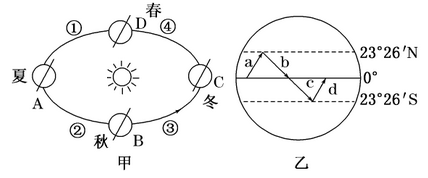 春
① D ④
夏 A C 冬
② 秋 B ③
甲
a b c d
23°26′N
0°
23°26′S
乙